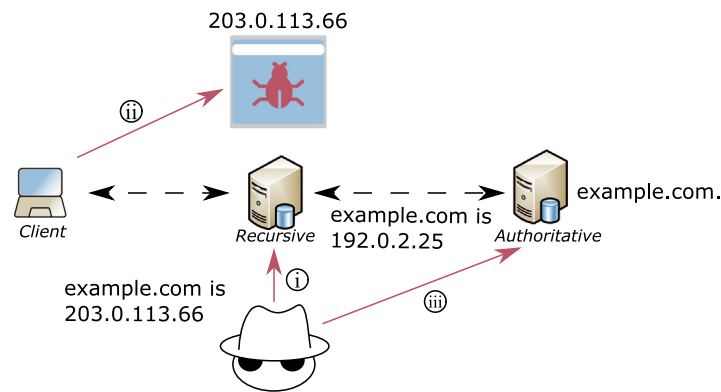 203.0.113.66
ii
Client
Recursive
example.com is
192.0.2.25
Authoritative
example.com.
example.com is
203.0.113.66
i
iii